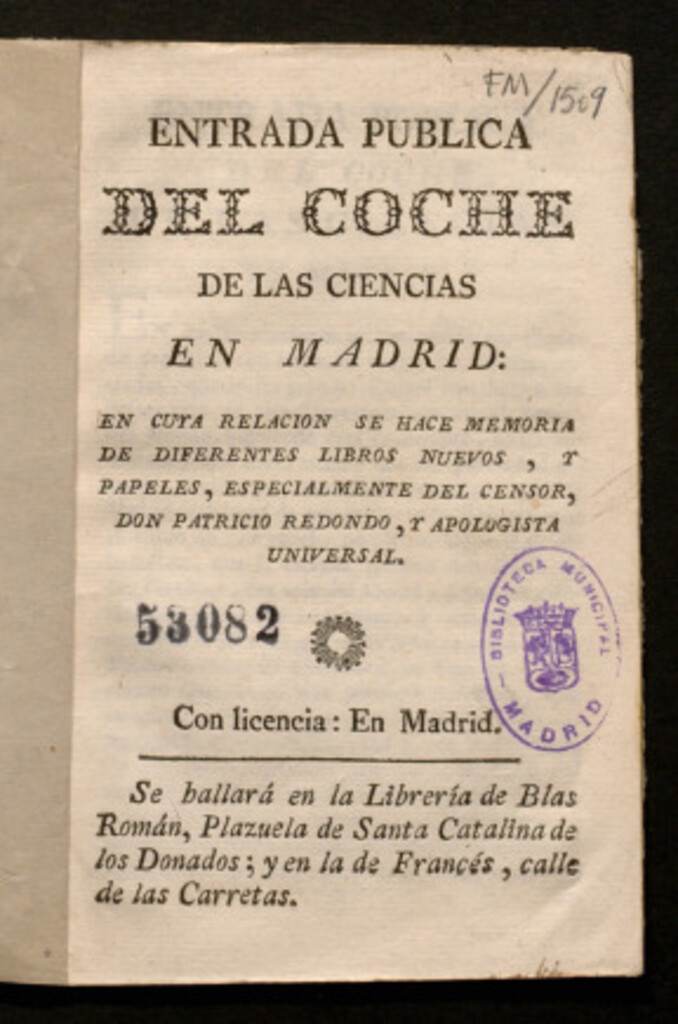 FM/1509
ENTRADA PUBLICA
DEL COCHE
DE LAS CIENCIAS
EN MADRID:
EN CUYA RELACION SE HACE MEMORIA
DE DIFERENTES LIBROS NUEVOS , Y
PAPELES, ESPECIALMENTE DEL CENSOR,
DON PATRICIO REDONDO, Y APOLOGISTA
UNIVERSAL.
53082
BIBLIOTECA MUNICIPAL
MADRID
Con licencia: En Madrid.
Se hallará en la Librería de Blas
Román, Plazuela de Santa Catalina de
los Donados; y en la de Francés, calle
de las Carretas.